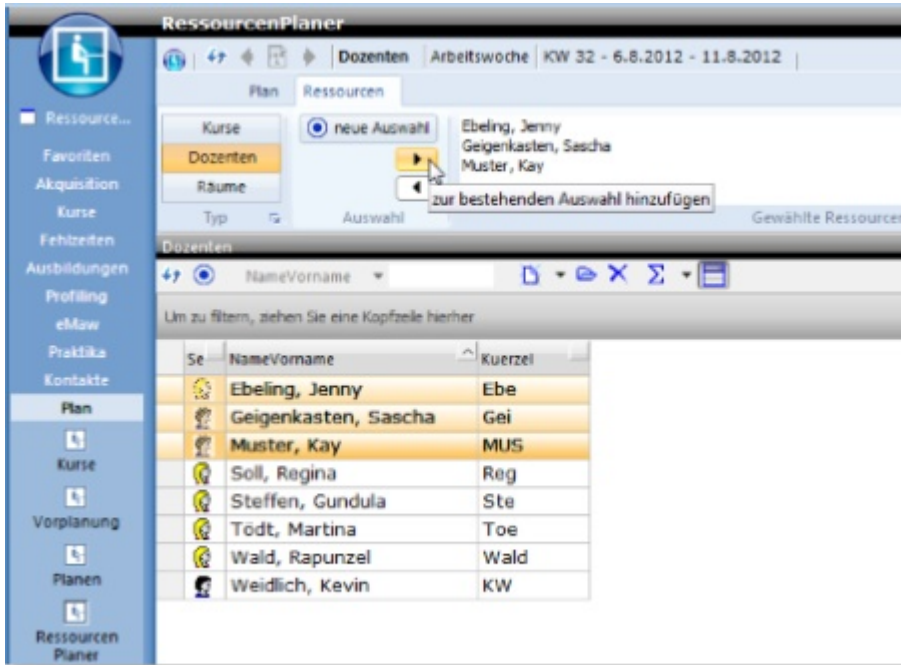 RessourcenPlaner
Dozenten Arbeitswoche KW 32 - 6.8.2012 - 11.8.2012
Plan Ressourcen
Ressource...
Favoriten
Akquisition
Kurse
Fehlzeiten
Ausbildungen
Profiling
eMaw
Praktika
Kontakte
Plan
Kurse
Vorplanung
Planen
Ressourcen
Planer
Kurse
Dozenten
Räume
Typ
neue Auswahl
Auswahl
Ebeling, Jenny
Geigenkasten, Sascha
Muster, Kay
zur bestehenden Auswahl hinzufügen
Gewählte Ressourcen
Dozenten
NameVorname
Um zu filtern, ziehen Sie eine Kopfzeile hierher
Se NameVorname Kuerzel
Ebeling, Jenny Ebe
Geigenkasten, Sascha Gei
Muster, Kay MUS
Soll, Regina Reg
Steffen, Gundula Ste
Tödt, Martina Toe
Wald, Rapunzel Wald
Weidlich, Kevin KW